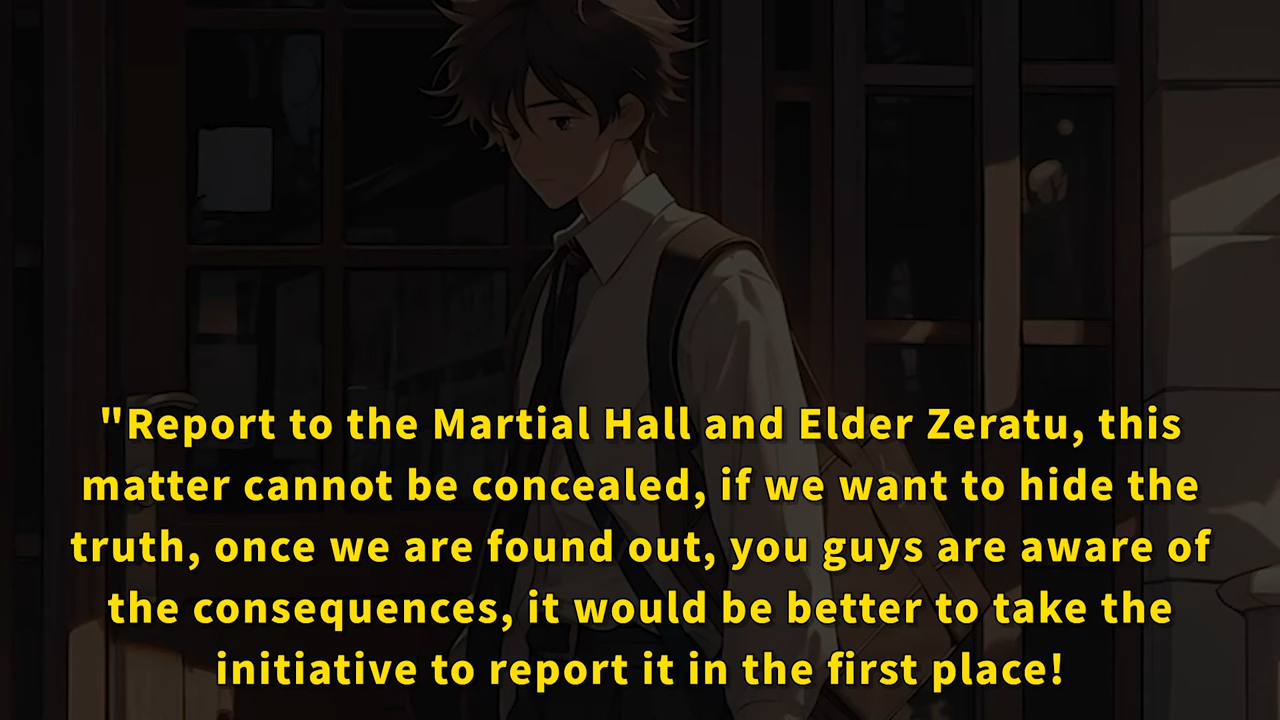 "Report to the Martial Hall and Elder Zeratu, this
matter cannot be concealed, if we want to hide the
truth, once we are found out, you guys are aware of
the consequences, it would be better to take the
initiative to report it in the first place!